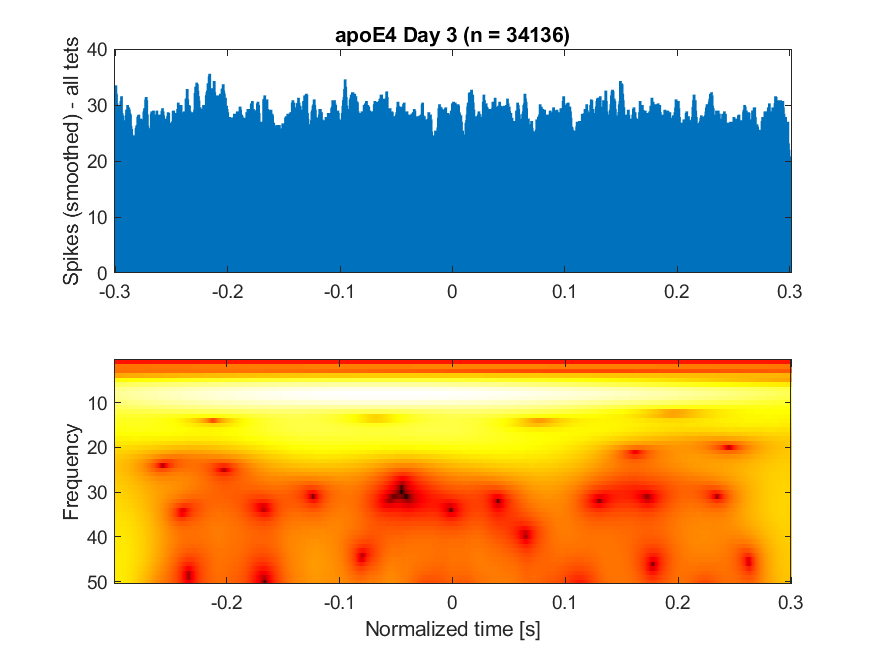 apoE4 Day 3 (n = 34136)
Spikes (smoothed) - all tets
40
30
20
10
0
-0.3 -0.2 -0.1 0 0.1 0.2 0.3
Frequency
10
20
30
40
50
-0.2 -0.1 0 0.1 0.2 0.3
Normalized time [s]